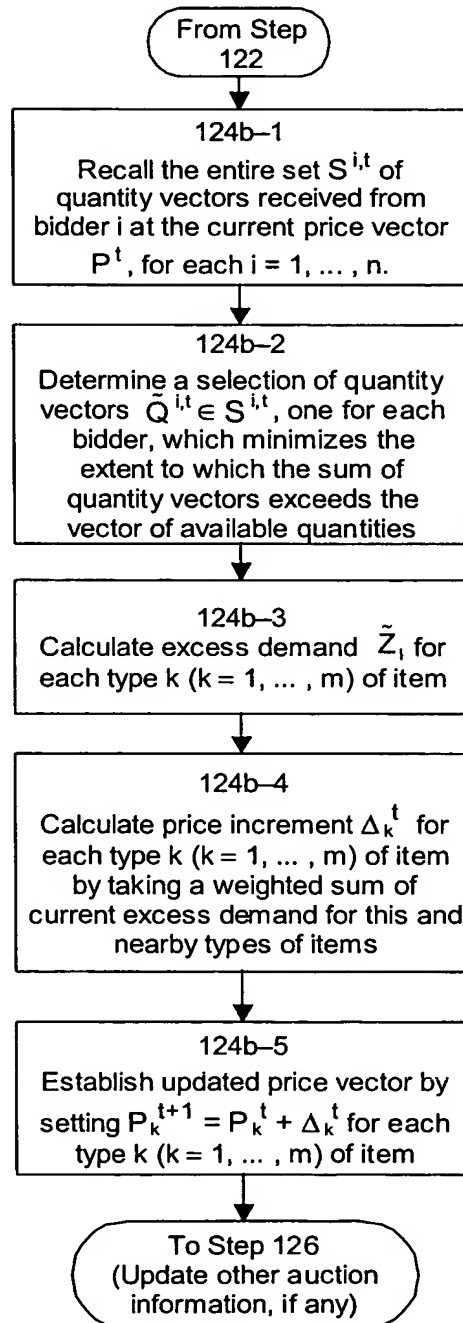 From Step
122
124b–1
Recall the entire set S^{i,t} of
quantity vectors received from
bidder i at the current price vector
P^t, for each i = 1, ... , n.
124b–2
Determine a selection of quantity
vectors Q̃^{i,t} ∈ S^{i,t}, one for each
bidder, which minimizes the
extent to which the sum of
quantity vectors exceeds the
vector of available quantities
124b–3
Calculate excess demand Z̃_i for
each type k (k = 1, ... , m) of item
124b–4
Calculate price increment Δ_k^t for
each type k (k = 1, ... , m) of item
by taking a weighted sum of
current excess demand for this and
nearby types of items
124b–5
Establish updated price vector by
setting P_k^{t+1} = P_k^t + Δ_k^t for each
type k (k = 1, ... , m) of item
To Step 126
(Update other auction
information, if any)